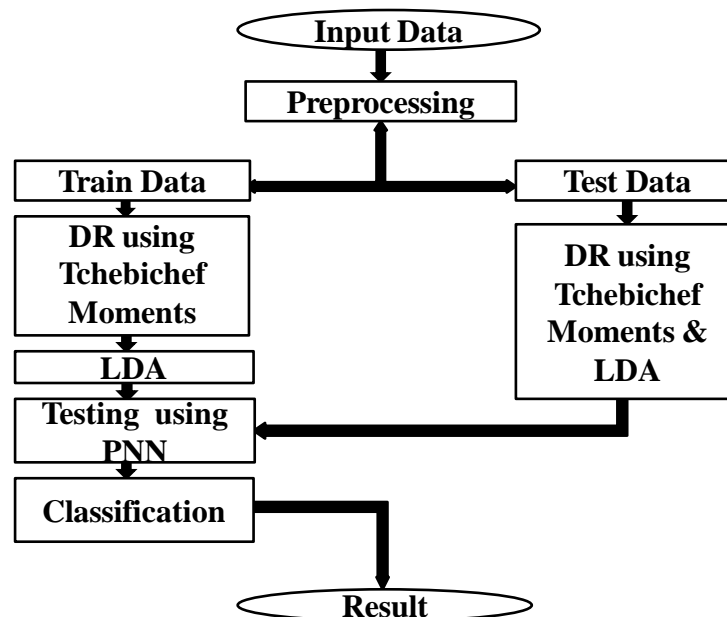 Input Data
Preprocessing
Train Data
Test Data
DR using
Tchebichef
Moments
DR using
Tchebichef
Moments &
LDA
LDA
Testing using
PNN
Classification
Result